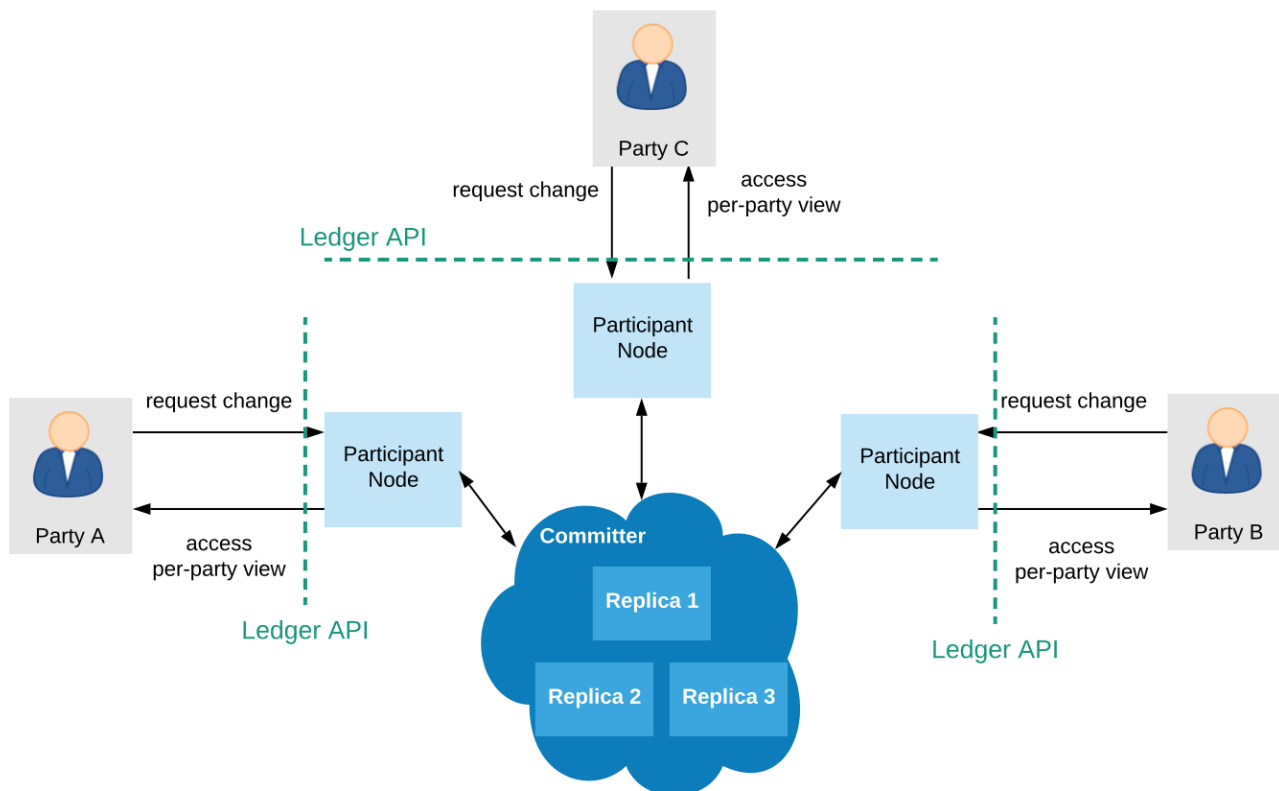 Party C
request change
access
per-party view
Ledger API
Participant
Node
request change
Participant
Node
Party A
access
per-party view
Ledger API
request change
Participant
Node
Party B
access
per-party view
Ledger API
Committer
Replica 1
Replica 2
Replica 3